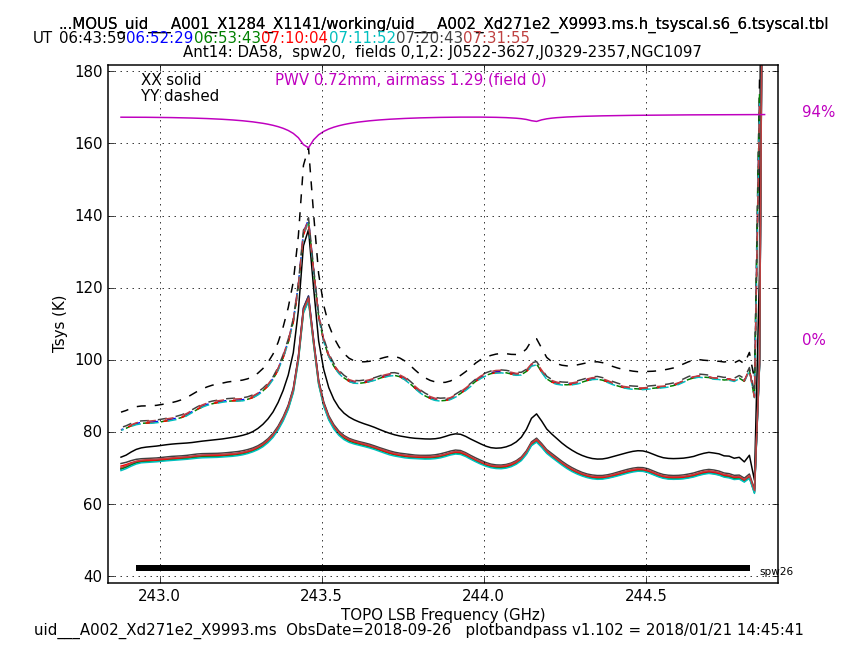 ...MOUS_uid___A001_X1284_X1141/working/uid___A002_Xd271e2_X9993.ms.h_tsyscal.s6_6.tsyscal.tbl
UT 06:43:59 06:52:29 06:53:43 07:10:04 07:11:52 07:20:43 07:31:55
Ant14: DA58,  spw20,  fields 0,1,2: J0522-3627,J0329-2357,NGC1097
XX solid
YY dashed
PWV 0.72mm, airmass 1.29 (field 0)
94%
0%
180
160
140
120
100
80
60
40
Tsys (K)
spw26
243.0 243.5 244.0 244.5
TOPO LSB Frequency (GHz)
uid___A002_Xd271e2_X9993.ms  ObsDate=2018-09-26   plotbandpass v1.102 = 2018/01/21 14:45:41